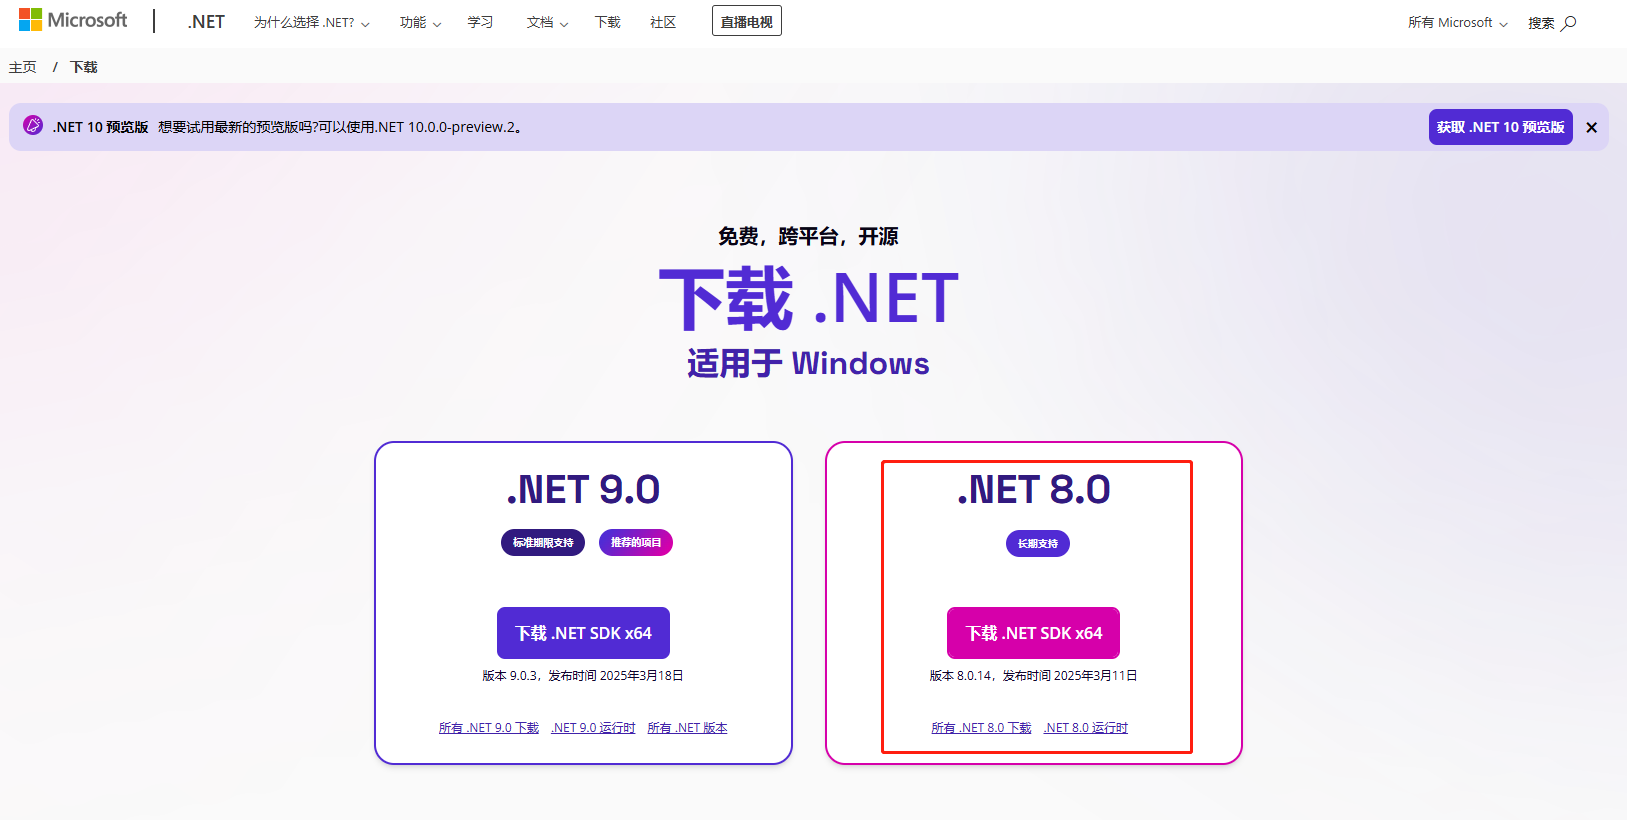 Microsoft .NET 为什么选择 .NET? 功能 学习 文档 下载 社区 直播电视 所有 Microsoft 搜索
主页 / 下载
.NET 10 预览版 想要试用最新的预览版吗?可以使用.NET 10.0.0-preview.2。 获取 .NET 10 预览版
免费，跨平台，开源
下载 .NET
适用于 Windows
.NET 9.0
标准期限支持 推荐的项目
下载 .NET SDK x64
版本 9.0.3，发布时间 2025年3月18日
所有 .NET 9.0 下载 .NET 9.0 运行时 所有 .NET 版本
.NET 8.0
长期支持
下载 .NET SDK x64
版本 8.0.14，发布时间 2025年3月11日
所有 .NET 8.0 下载 .NET 8.0 运行时